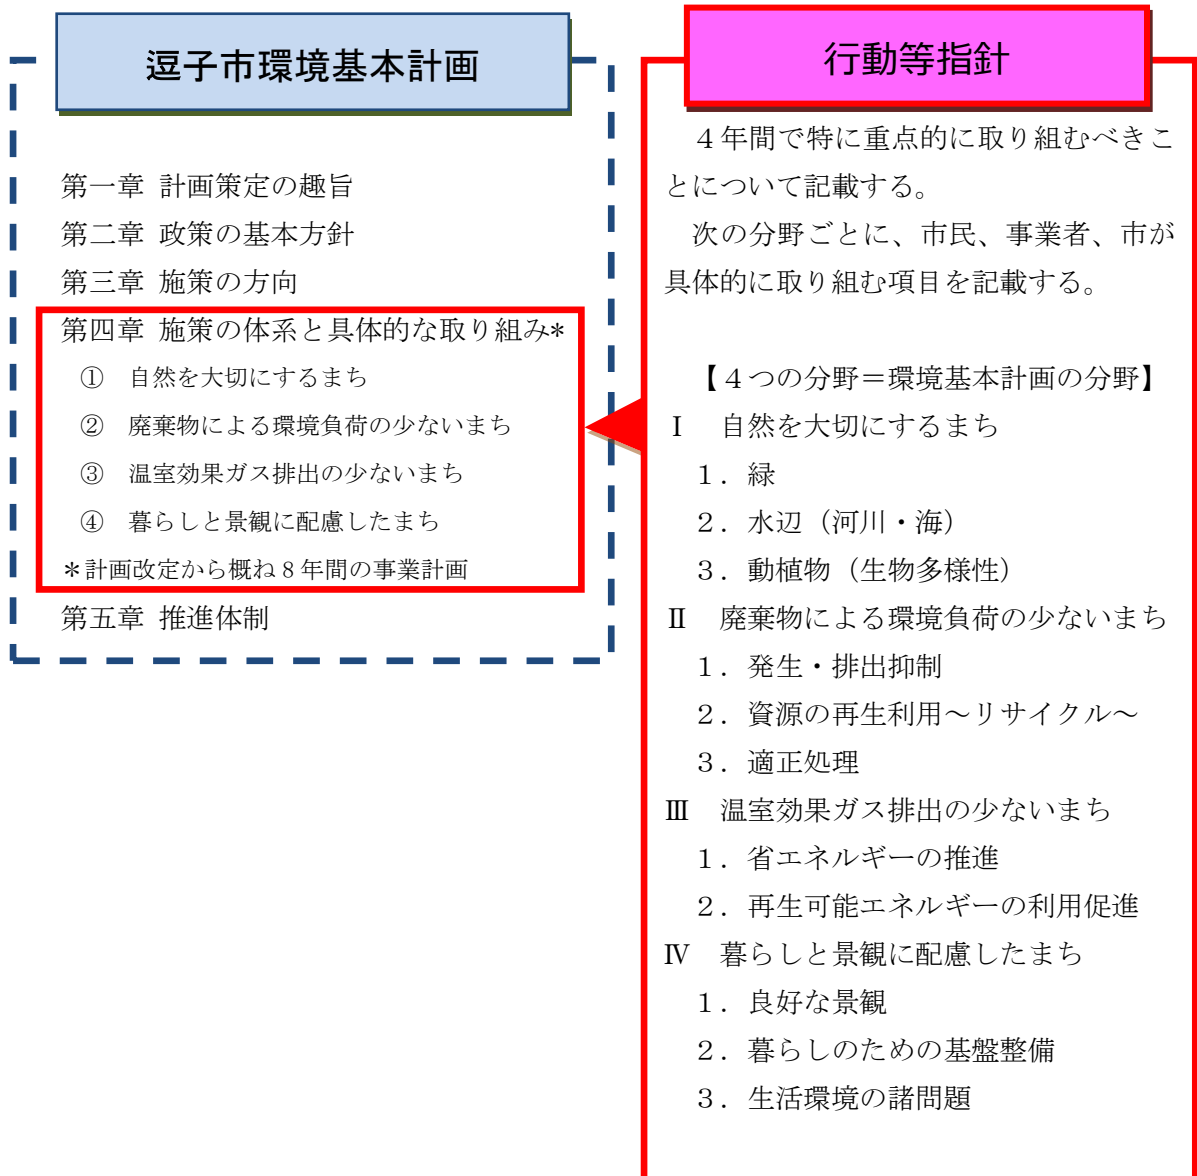 逗子市環境基本計画
第一章 計画策定の趣旨
第二章 政策の基本方針
第三章 施策の方向
第四章 施策の体系と具体的な取り組み*
① 自然を大切にするまち
② 廃棄物による環境負荷の少ないまち
③ 温室効果ガス排出の少ないまち
④ 暮らしと景観に配慮したまち
*計画改定から概ね8年間の事業計画
第五章 推進体制
行動等指針
４年間で特に重点的に取り組むべきこ
とについて記載する。
次の分野ごとに、市民、事業者、市が
具体的に取り組む項目を記載する。
【４つの分野＝環境基本計画の分野】
Ⅰ 自然を大切にするまち
１．緑
２．水辺（河川・海）
３．動植物（生物多様性）
Ⅱ 廃棄物による環境負荷の少ないまち
１．発生・排出抑制
２．資源の再生利用～リサイクル～
３．適正処理
Ⅲ 温室効果ガス排出の少ないまち
１．省エネルギーの推進
２．再生可能エネルギーの利用促進
Ⅳ 暮らしと景観に配慮したまち
１．良好な景観
２．暮らしのための基盤整備
３．生活環境の諸問題